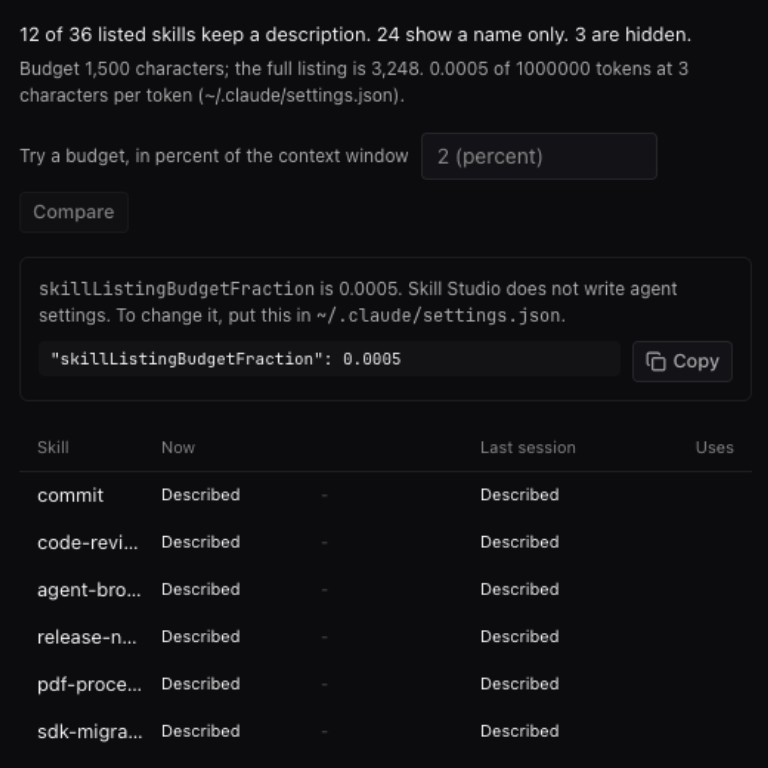 12 of 36 listed skills keep a description. 24 show a name only. 3 are hidden.
Budget 1,500 characters; the full listing is 3,248. 0.0005 of 1000000 tokens at 3
characters per token (~/.claude/settings.json).
Try a budget, in percent of the context window 2 (percent)
Compare
skillListingBudgetFraction is 0.0005. Skill Studio does not write agent
settings. To change it, put this in ~/.claude/settings.json.
"skillListingBudgetFraction": 0.0005 Copy
Skill Now Last session Uses
commit Described - Described
code-revi... Described - Described
agent-bro... Described - Described
release-n... Described - Described
pdf-proce... Described - Described
sdk-migra... Described - Described